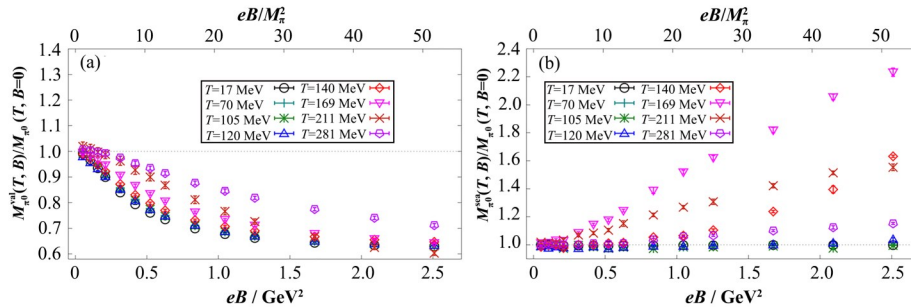 eB/M²π
0 10 20 30 40 50
1.4
1.3
1.2
1.1
1.0
0.9
0.8
0.7
0.6
(a)
T=17 MeV T=140 MeV
T=70 MeV T=169 MeV
T=105 MeV T=211 MeV
T=120 MeV T=281 MeV
M^val_π⁰(T, B)/M_π⁰(T, B=0)
0 0.5 1.0 1.5 2.0 2.5
eB / GeV²
eB/M²π
0 10 20 30 40 50
2.4
2.2
2.0
1.8
1.6
1.4
1.2
1.0
(b)
T=17 MeV T=140 MeV
T=70 MeV T=169 MeV
T=105 MeV T=211 MeV
T=120 MeV T=281 MeV
M^sea_π⁰(T, B)/M_π⁰(T, B=0)
0 0.5 1.0 1.5 2.0 2.5
eB / GeV²